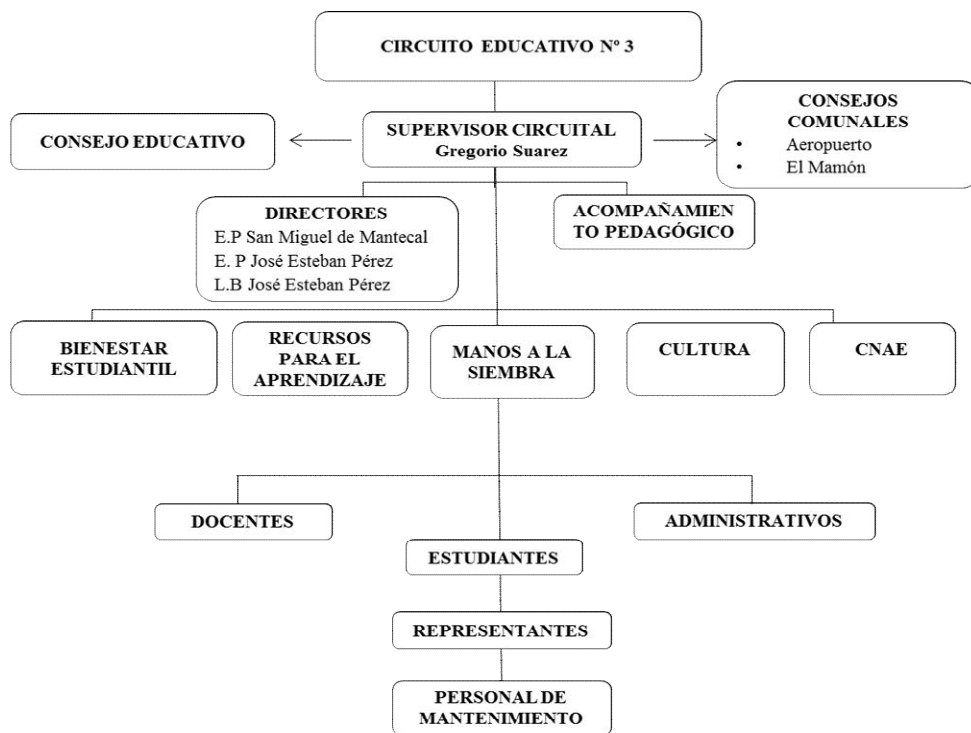 CIRCUITO EDUCATIVO Nº 3
CONSEJO EDUCATIVO
SUPERVISOR CIRCUITAL
Gregorio Suarez
CONSEJOS
COMUNALES
• Aeropuerto
• El Mamón
DIRECTORES
E.P San Miguel de Mantecal
E. P José Esteban Pérez
L.B José Esteban Pérez
ACOMPAÑAMIEN
TO PEDAGÓGICO
BIENESTAR
ESTUDIANTIL
RECURSOS
PARA EL
APRENDIZAJE
MANOS A LA
SIEMBRA
CULTURA
CNAE
DOCENTES
ADMINISTRATIVOS
ESTUDIANTES
REPRESENTANTES
PERSONAL DE
MANTENIMIENTO